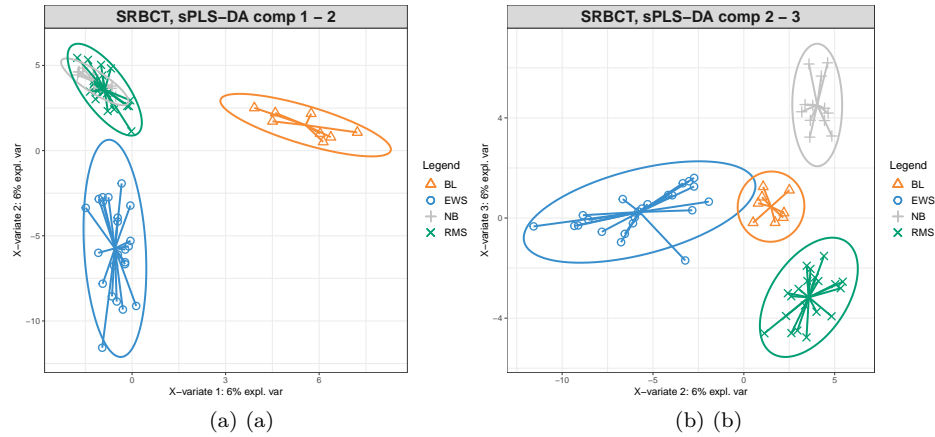 SRBCT, sPLS−DA comp 1 − 2
5
0
−5
−10
X−variate 2: 6% expl. var
0
3
6
X−variate 1: 6% expl. var
Legend
BL
EWS
NB
RMS
(a) (a)
SRBCT, sPLS−DA comp 2 − 3
4
0
−4
X−variate 3: 6% expl. var
−10
−5
0
5
X−variate 2: 6% expl. var
Legend
BL
EWS
NB
RMS
(b) (b)